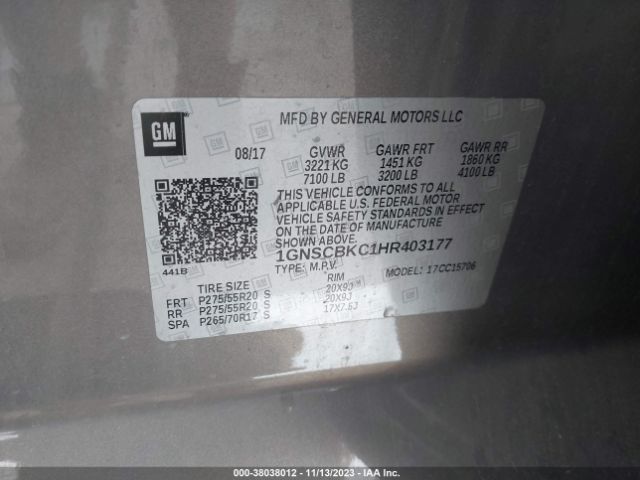 GM
MFD BY GENERAL MOTORS LLC
08/17 GVWR GAWR FRT GAWR RR
3221 KG 1451 KG 1860 KG
7100 LB 3200 LB 4100 LB
THIS VEHICLE CONFORMS TO ALL
APPLICABLE U.S. FEDERAL MOTOR
VEHICLE SAFETY STANDARDS IN EFFECT
ON THE DATE OF MANUFACTURE
SHOWN ABOVE.
1GNSCBKC1HR403177
441B
TYPE: M.P.V. MODEL: 17CC15706
TIRE SIZE RIM
FRT P275/55R20 S 20X9J
RR P275/55R20 S 20X9J
SPA P265/70R17 S 17X7.5J
000-38038012 - 11/13/2023 - iaai.com